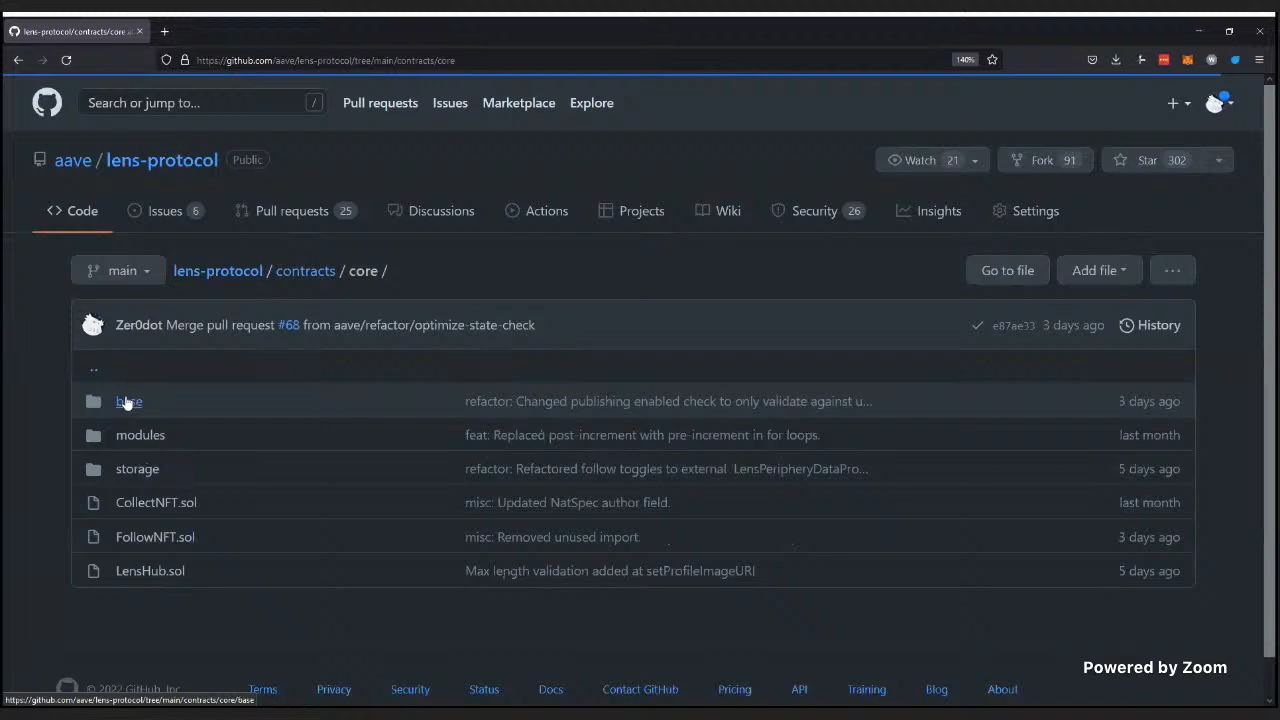 lens-protocol/contracts/core a
https://github.com/aave/lens-protocol/tree/main/contracts/core
140%
Search or jump to...
/
Pull requests
Issues
Marketplace
Explore
aave / lens-protocol
Public
Watch 21
Fork 91
Star 302
<> Code
Issues 6
Pull requests 25
Discussions
Actions
Projects
Wiki
Security 26
Insights
Settings
main
lens-protocol / contracts / core /
Go to file
Add file
...
Zer0dot Merge pull request #68 from aave/refactor/optimize-state-check
e87ae33 3 days ago
History
..
base refactor: Changed publishing enabled check to only validate against u... 3 days ago
modules feat: Replaced post-increment with pre-increment in for loops. last month
storage refactor: Refactored follow toggles to external LensPeripheryDataPro... 5 days ago
CollectNFT.sol misc: Updated NatSpec author field. last month
FollowNFT.sol misc: Removed unused import. 3 days ago
LensHub.sol Max length validation added at setProfileImageURI 5 days ago
Powered by Zoom
© 2022 GitHub, Inc.
Terms
Privacy
Security
Status
Docs
Contact GitHub
Pricing
API
Training
Blog
About
https://github.com/aave/lens-protocol/tree/main/contracts/core/base